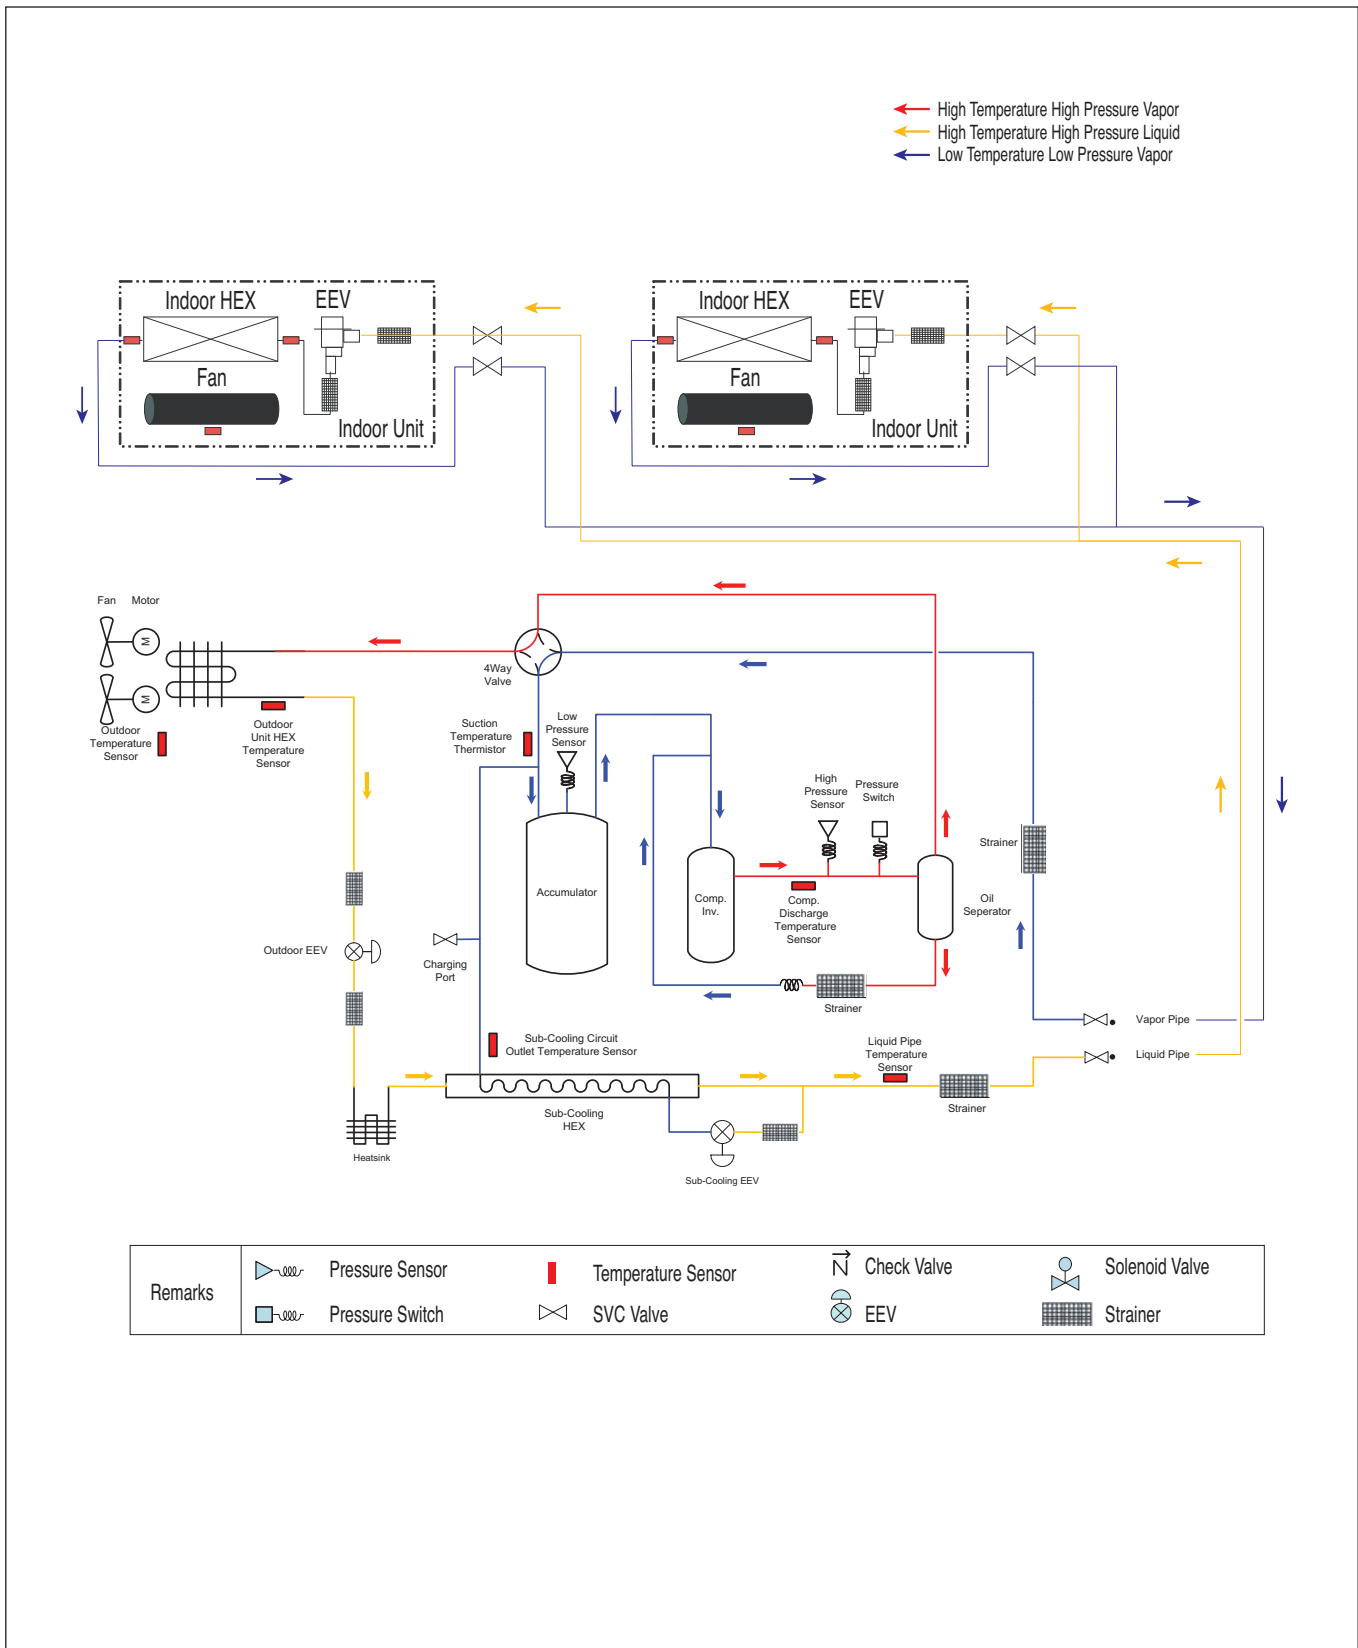 High Temperature High Pressure Vapor
High Temperature High Pressure Liquid
Low Temperature Low Pressure Vapor
Indoor HEX
EEV
Fan
Indoor Unit
Indoor HEX
EEV
Fan
Indoor Unit
Fan
Motor
M
M
4Way
Valve
Outdoor
Temperature
Sensor
Outdoor
Unit HEX
Temperature
Sensor
Suction
Temperature
Thermistor
Low
Pressure
Sensor
High
Pressure
Sensor
Pressure
Switch
Strainer
Accumulator
Comp.
Inv.
Comp.
Discharge
Temperature
Sensor
Oil
Seperator
Outdoor EEV
Charging
Port
Strainer
Vapor Pipe
Sub-Cooling Circuit
Outlet Temperature Sensor
Liquid Pipe
Temperature
Sensor
Liquid Pipe
Strainer
Sub-Cooling
HEX
Heatsink
Sub-Cooling EEV
Remarks
Pressure Sensor
Temperature Sensor
Check Valve
Solenoid Valve
Pressure Switch
SVC Valve
EEV
Strainer